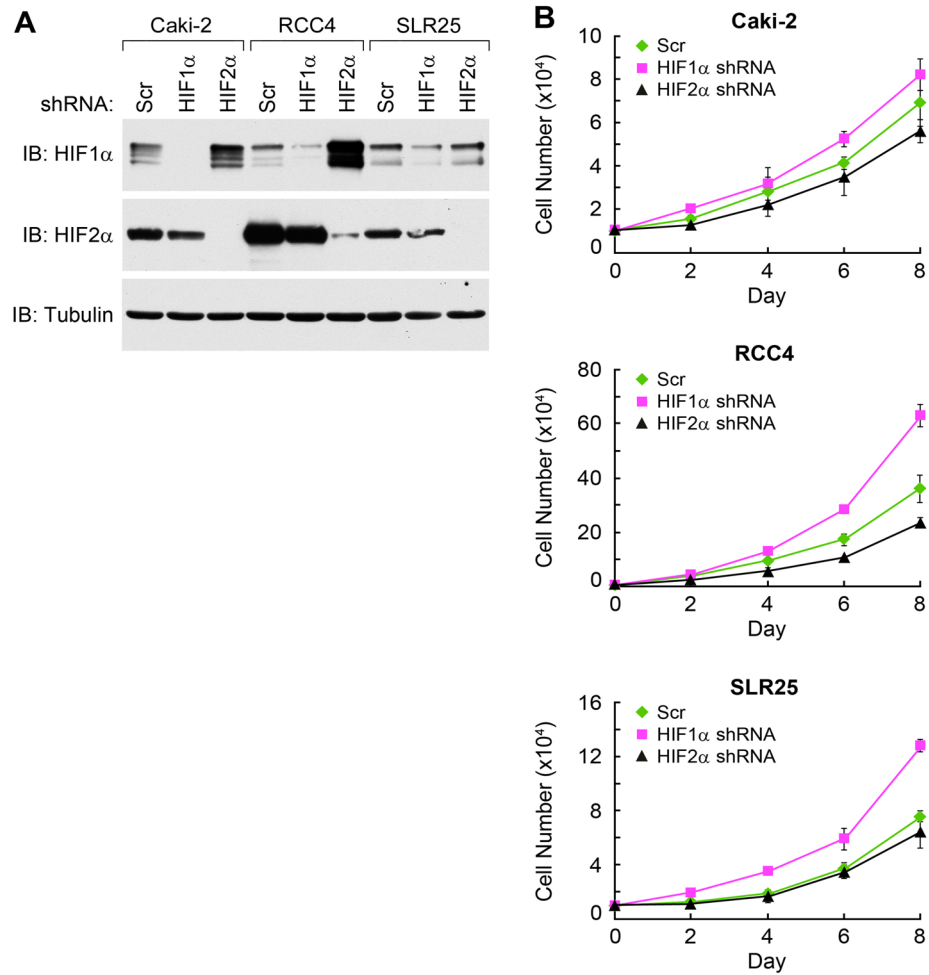 A
Caki-2 RCC4 SLR25
shRNA: Scr HIF1α HIF2α Scr HIF1α HIF2α Scr HIF1α HIF2α
IB: HIF1α
IB: HIF2α
IB: Tubulin
B
Caki-2
Scr
HIF1α shRNA
HIF2α shRNA
Cell Number (x10⁴)
10
8
6
4
2
0
0 2 4 6 8
Day
RCC4
Scr
HIF1α shRNA
HIF2α shRNA
Cell Number (x10⁴)
80
60
40
20
0
0 2 4 6 8
Day
SLR25
Scr
HIF1α shRNA
HIF2α shRNA
Cell Number (x10⁴)
16
12
8
4
0
0 2 4 6 8
Day